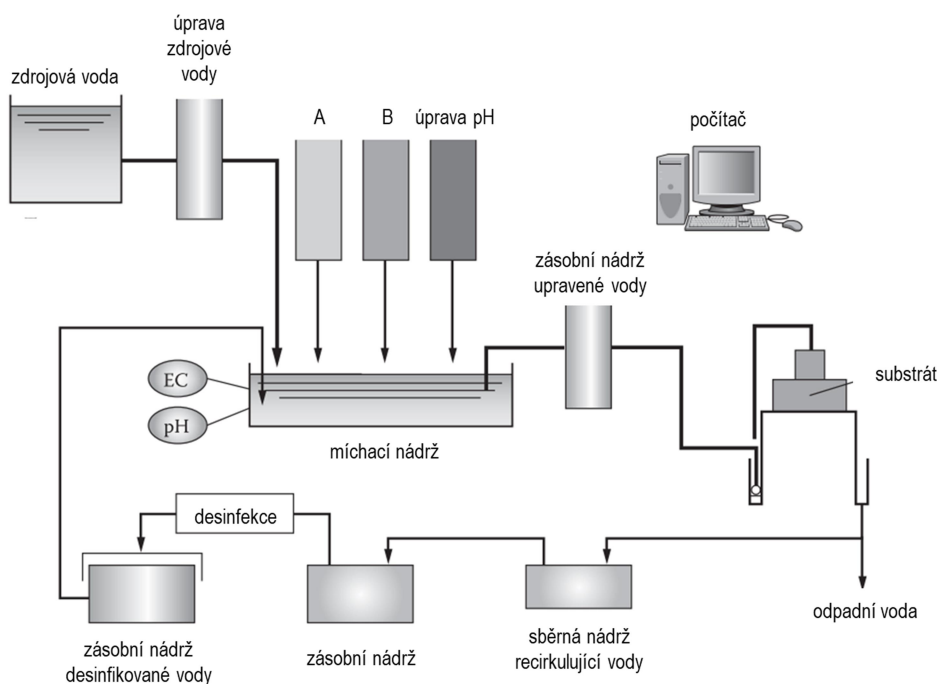 zdrojová voda
úprava
zdrojové
vody
A
B
úprava pH
počítač
zásobní nádrž
upravené vody
substrát
EC
pH
míchací nádrž
desinfekce
odpadní voda
zásobní nádrž
desinfikované vody
zásobní nádrž
sběrná nádrž
recirkulující vody